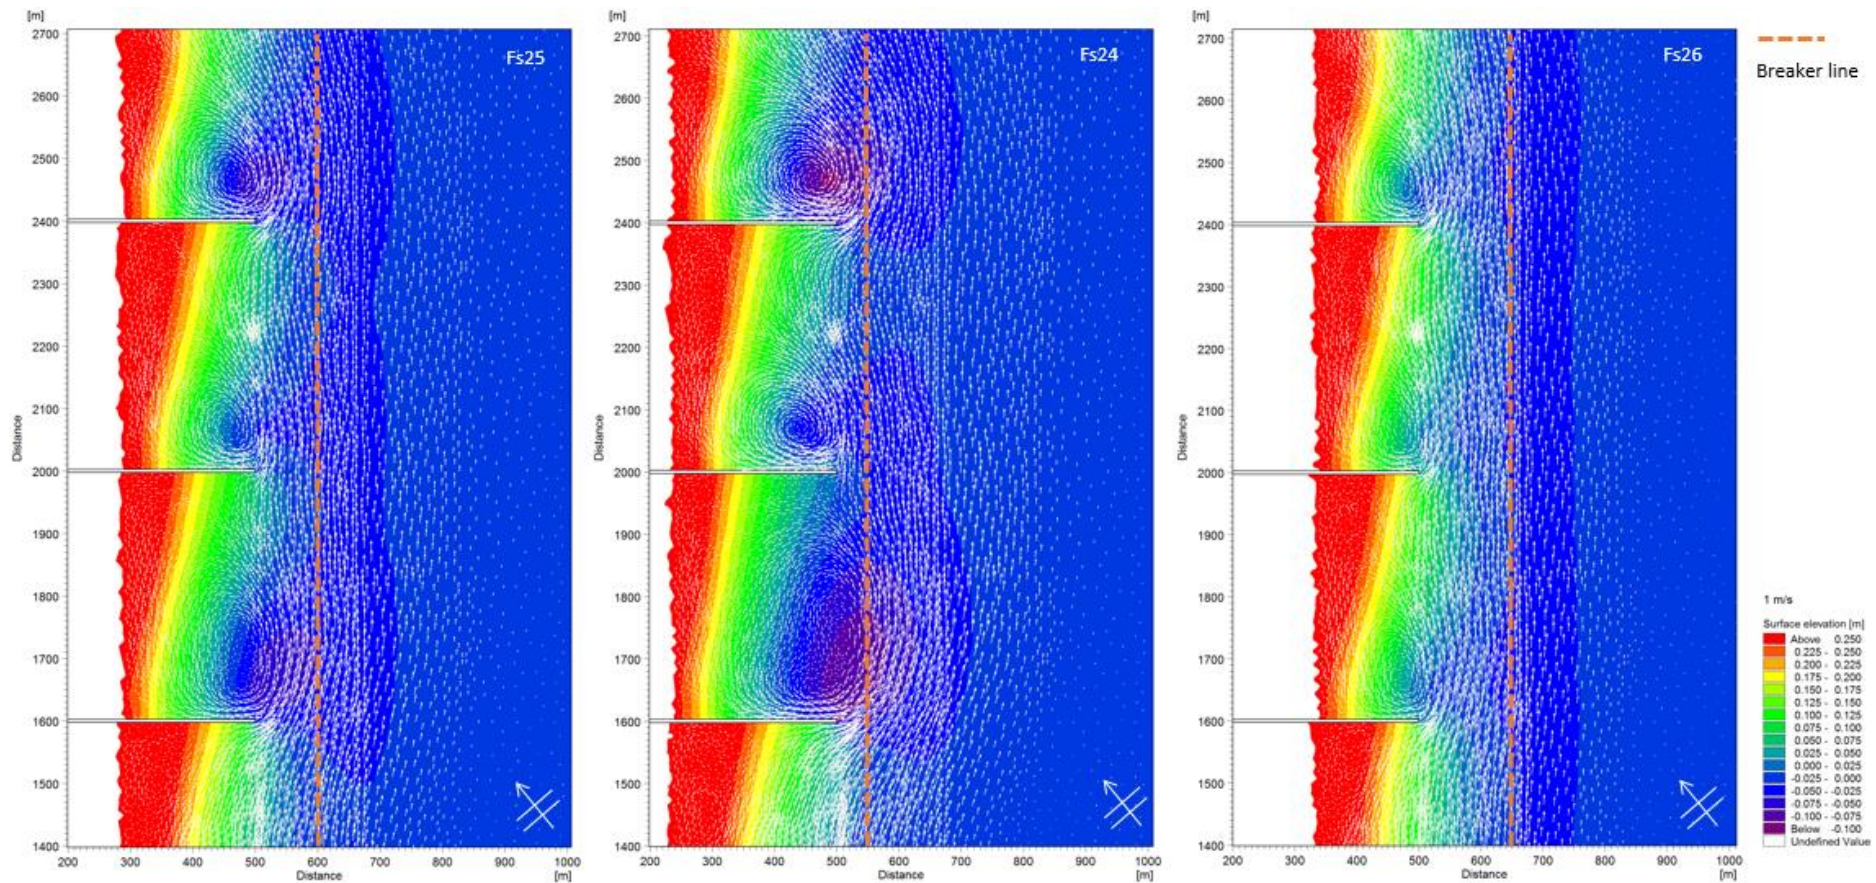 [m]
2700
2600
2500
2400
2300
2200
2100
2000
1900
1800
1700
1600
1500
1400
Distance
200 300 400 500 600 700 800 900 1000
Distance [m]
Fs25
[m]
2700
2600
2500
2400
2300
2200
2100
2000
1900
1800
1700
1600
1500
1400
Distance
200 300 400 500 600 700 800 900 1000
Distance [m]
Fs24
[m]
2700
2600
2500
2400
2300
2200
2100
2000
1900
1800
1700
1600
1500
1400
Distance
200 300 400 500 600 700 800 900 1000
Distance [m]
Fs26
Breaker line
1 m/s
Surface elevation [m]
Above 0.250
0.225 - 0.250
0.200 - 0.225
0.175 - 0.200
0.150 - 0.175
0.125 - 0.150
0.100 - 0.125
0.075 - 0.100
0.050 - 0.075
0.025 - 0.050
0.000 - 0.025
-0.025 - 0.000
-0.050 - -0.025
-0.075 - -0.050
-0.100 - -0.075
Below -0.100
Undefined Value